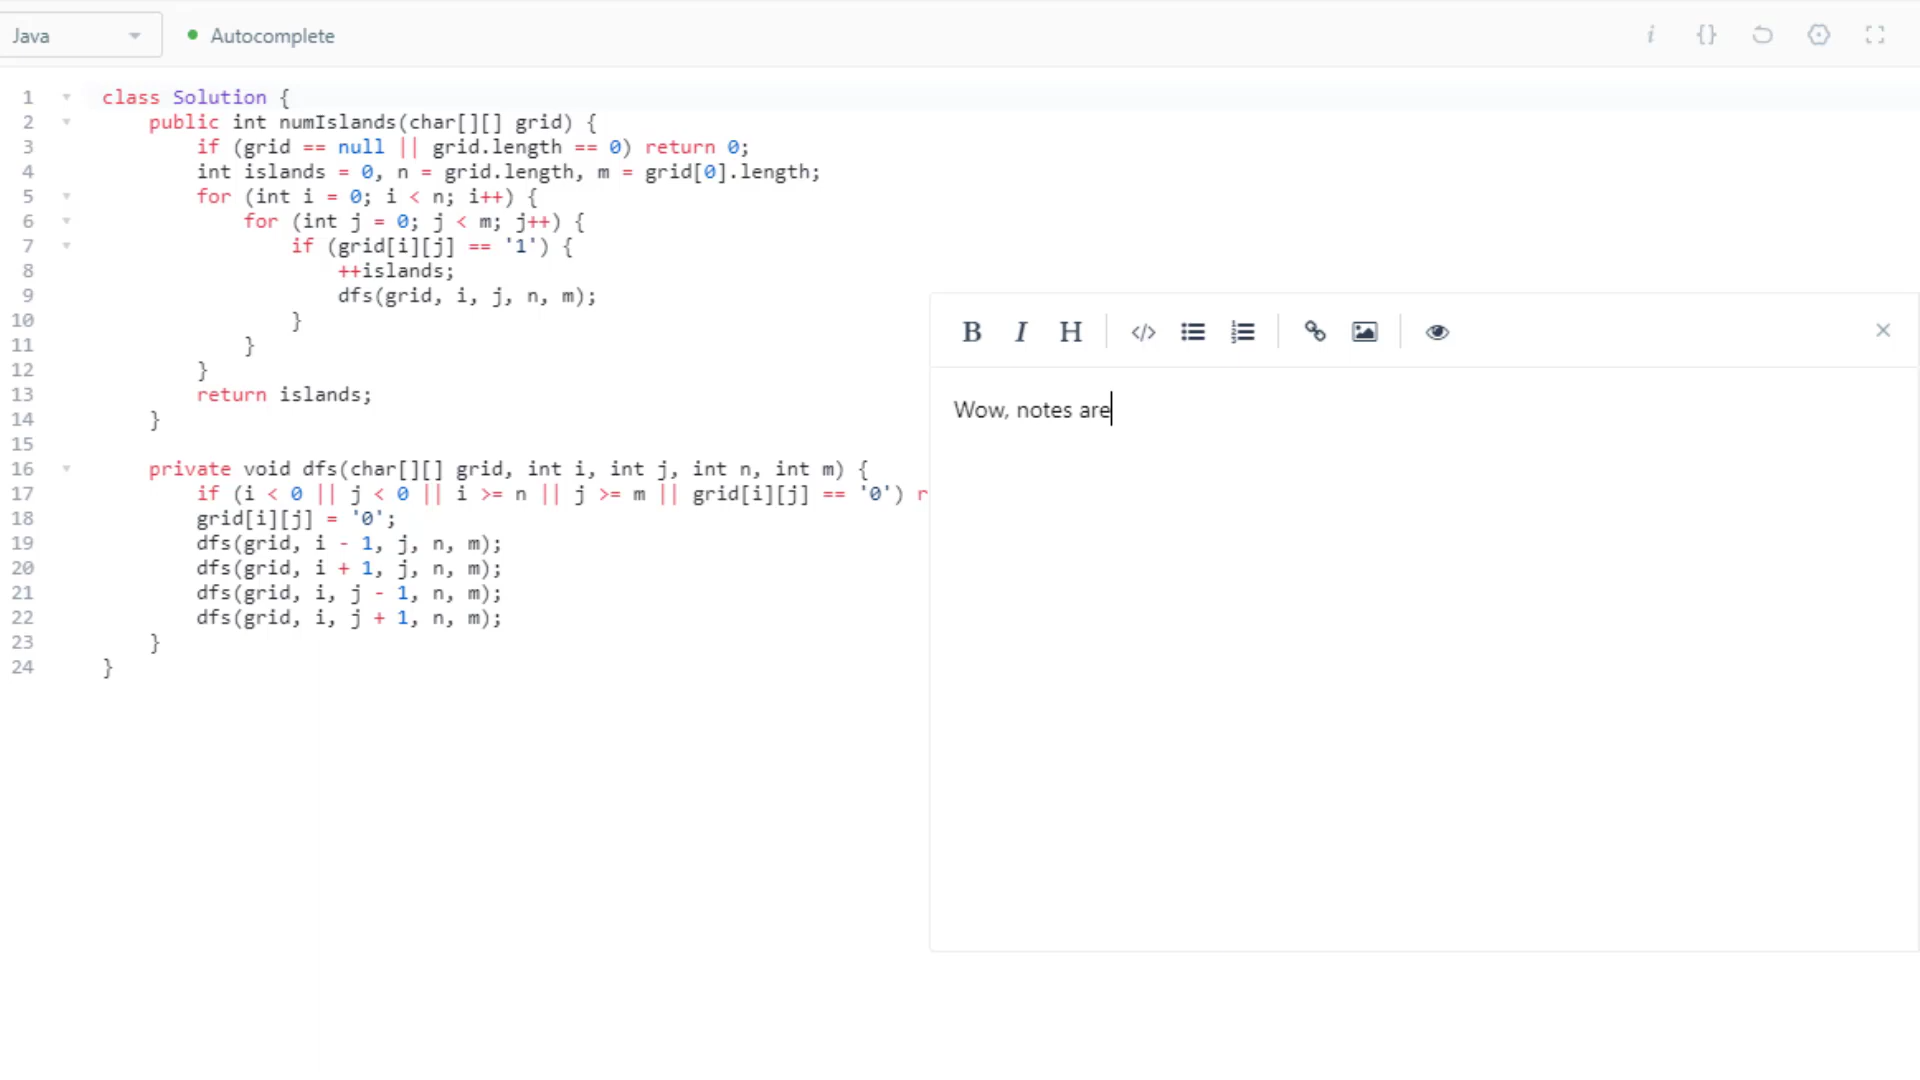 Java
Autocomplete
1 class Solution {
2 public int numIslands(char[][] grid) {
3 if (grid == null || grid.length == 0) return 0;
4 int islands = 0, n = grid.length, m = grid[0].length;
5 for (int i = 0; i < n; i++) {
6 for (int j = 0; j < m; j++) {
7 if (grid[i][j] == '1') {
8 ++islands;
9 dfs(grid, i, j, n, m);
10 }
11 }
12 }
13 return islands;
14 }
15
16 private void dfs(char[][] grid, int i, int j, int n, int m) {
17 if (i < 0 || j < 0 || i >= n || j >= m || grid[i][j] == '0') r
18 grid[i][j] = '0';
19 dfs(grid, i - 1, j, n, m);
20 dfs(grid, i + 1, j, n, m);
21 dfs(grid, i, j - 1, n, m);
22 dfs(grid, i, j + 1, n, m);
23 }
24 }
B I H </>
Wow, notes are